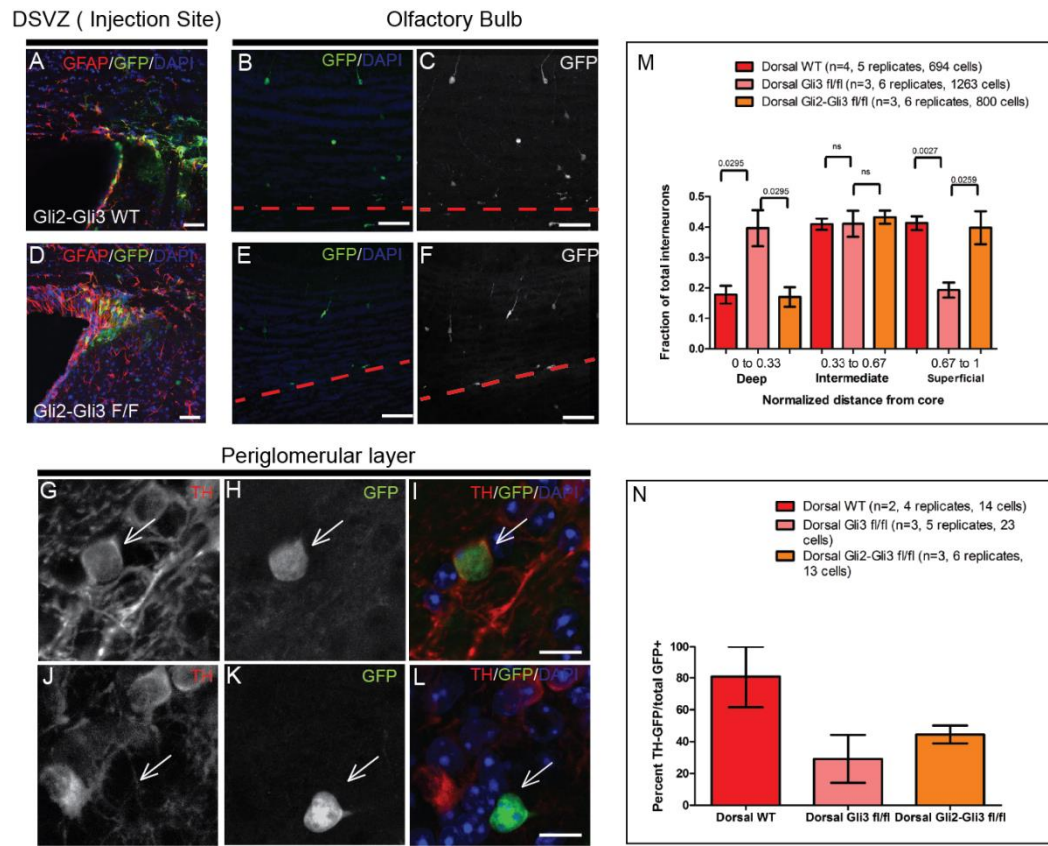 DSVZ ( Injection Site)
Olfactory Bulb
A
GFAP/GFP/DAPI
Gli2-Gli3 WT
B
GFP/DAPI
C
GFP
D
GFAP/GFP/DAPI
Gli2-Gli3 F/F
E
GFP/DAPI
F
GFP
Periglomerular layer
G
TH
H
GFP
I
TH/GFP/DAPI
J
TH
K
GFP
L
TH/GFP/DAPI
M
Dorsal WT (n=4, 5 replicates, 694 cells)
Dorsal Gli3 fl/fl (n=3, 6 replicates, 1263 cells)
Dorsal Gli2-Gli3 fl/fl (n=3, 6 replicates, 800 cells)
0.0295
0.0295
ns
ns
0.0027
0.0259
Fraction of total interneurons
0.5
0.4
0.3
0.2
0.1
0.0
0 to 0.33
0.33 to 0.67
0.67 to 1
Deep
Intermediate
Superficial
Normalized distance from core
N
Dorsal WT (n=2, 4 replicates, 14 cells)
Dorsal Gli3 fl/fl (n=3, 5 replicates, 23
cells)
Dorsal Gli2-Gli3 fl/fl (n=3, 6 replicates,
13 cells)
Percent TH-GFP/total GFP+
100
80
60
40
20
0
Dorsal WT
Dorsal Gli3 fl/fl
Dorsal Gli2-Gli3 fl/fl